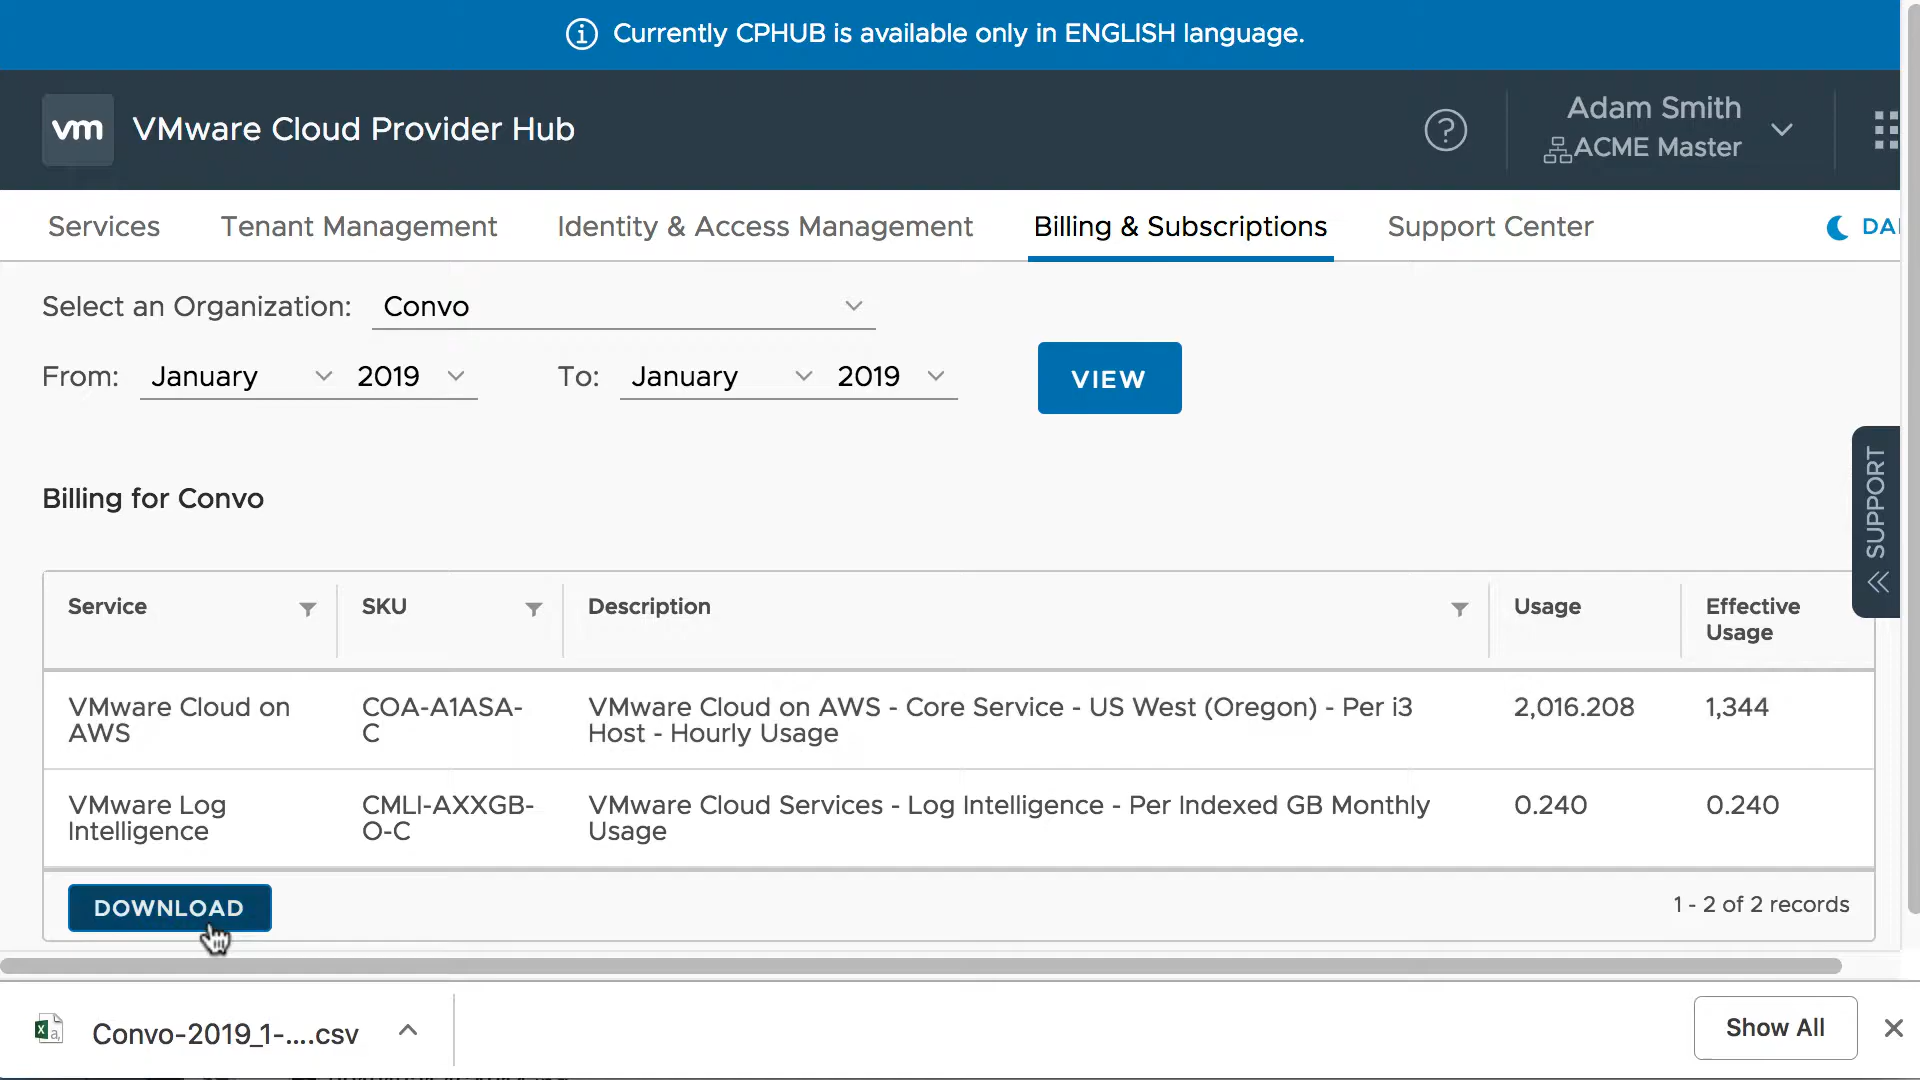 Currently CPHUB is available only in ENGLISH language.
vm VMware Cloud Provider Hub
Adam Smith
ACME Master
Services Tenant Management Identity & Access Management Billing & Subscriptions Support Center DA
Select an Organization: Convo
From: January 2019 To: January 2019 VIEW
SUPPORT
Billing for Convo
Service SKU Description Usage Effective
Usage
VMware Cloud on COA-A1ASA- VMware Cloud on AWS - Core Service - US West (Oregon) - Per i3 2,016.208 1,344
AWS C Host - Hourly Usage
VMware Log CMLI-AXXGB- VMware Cloud Services - Log Intelligence - Per Indexed GB Monthly 0.240 0.240
Intelligence O-C Usage
DOWNLOAD 1 - 2 of 2 records
Convo-2019_1-....csv Show All